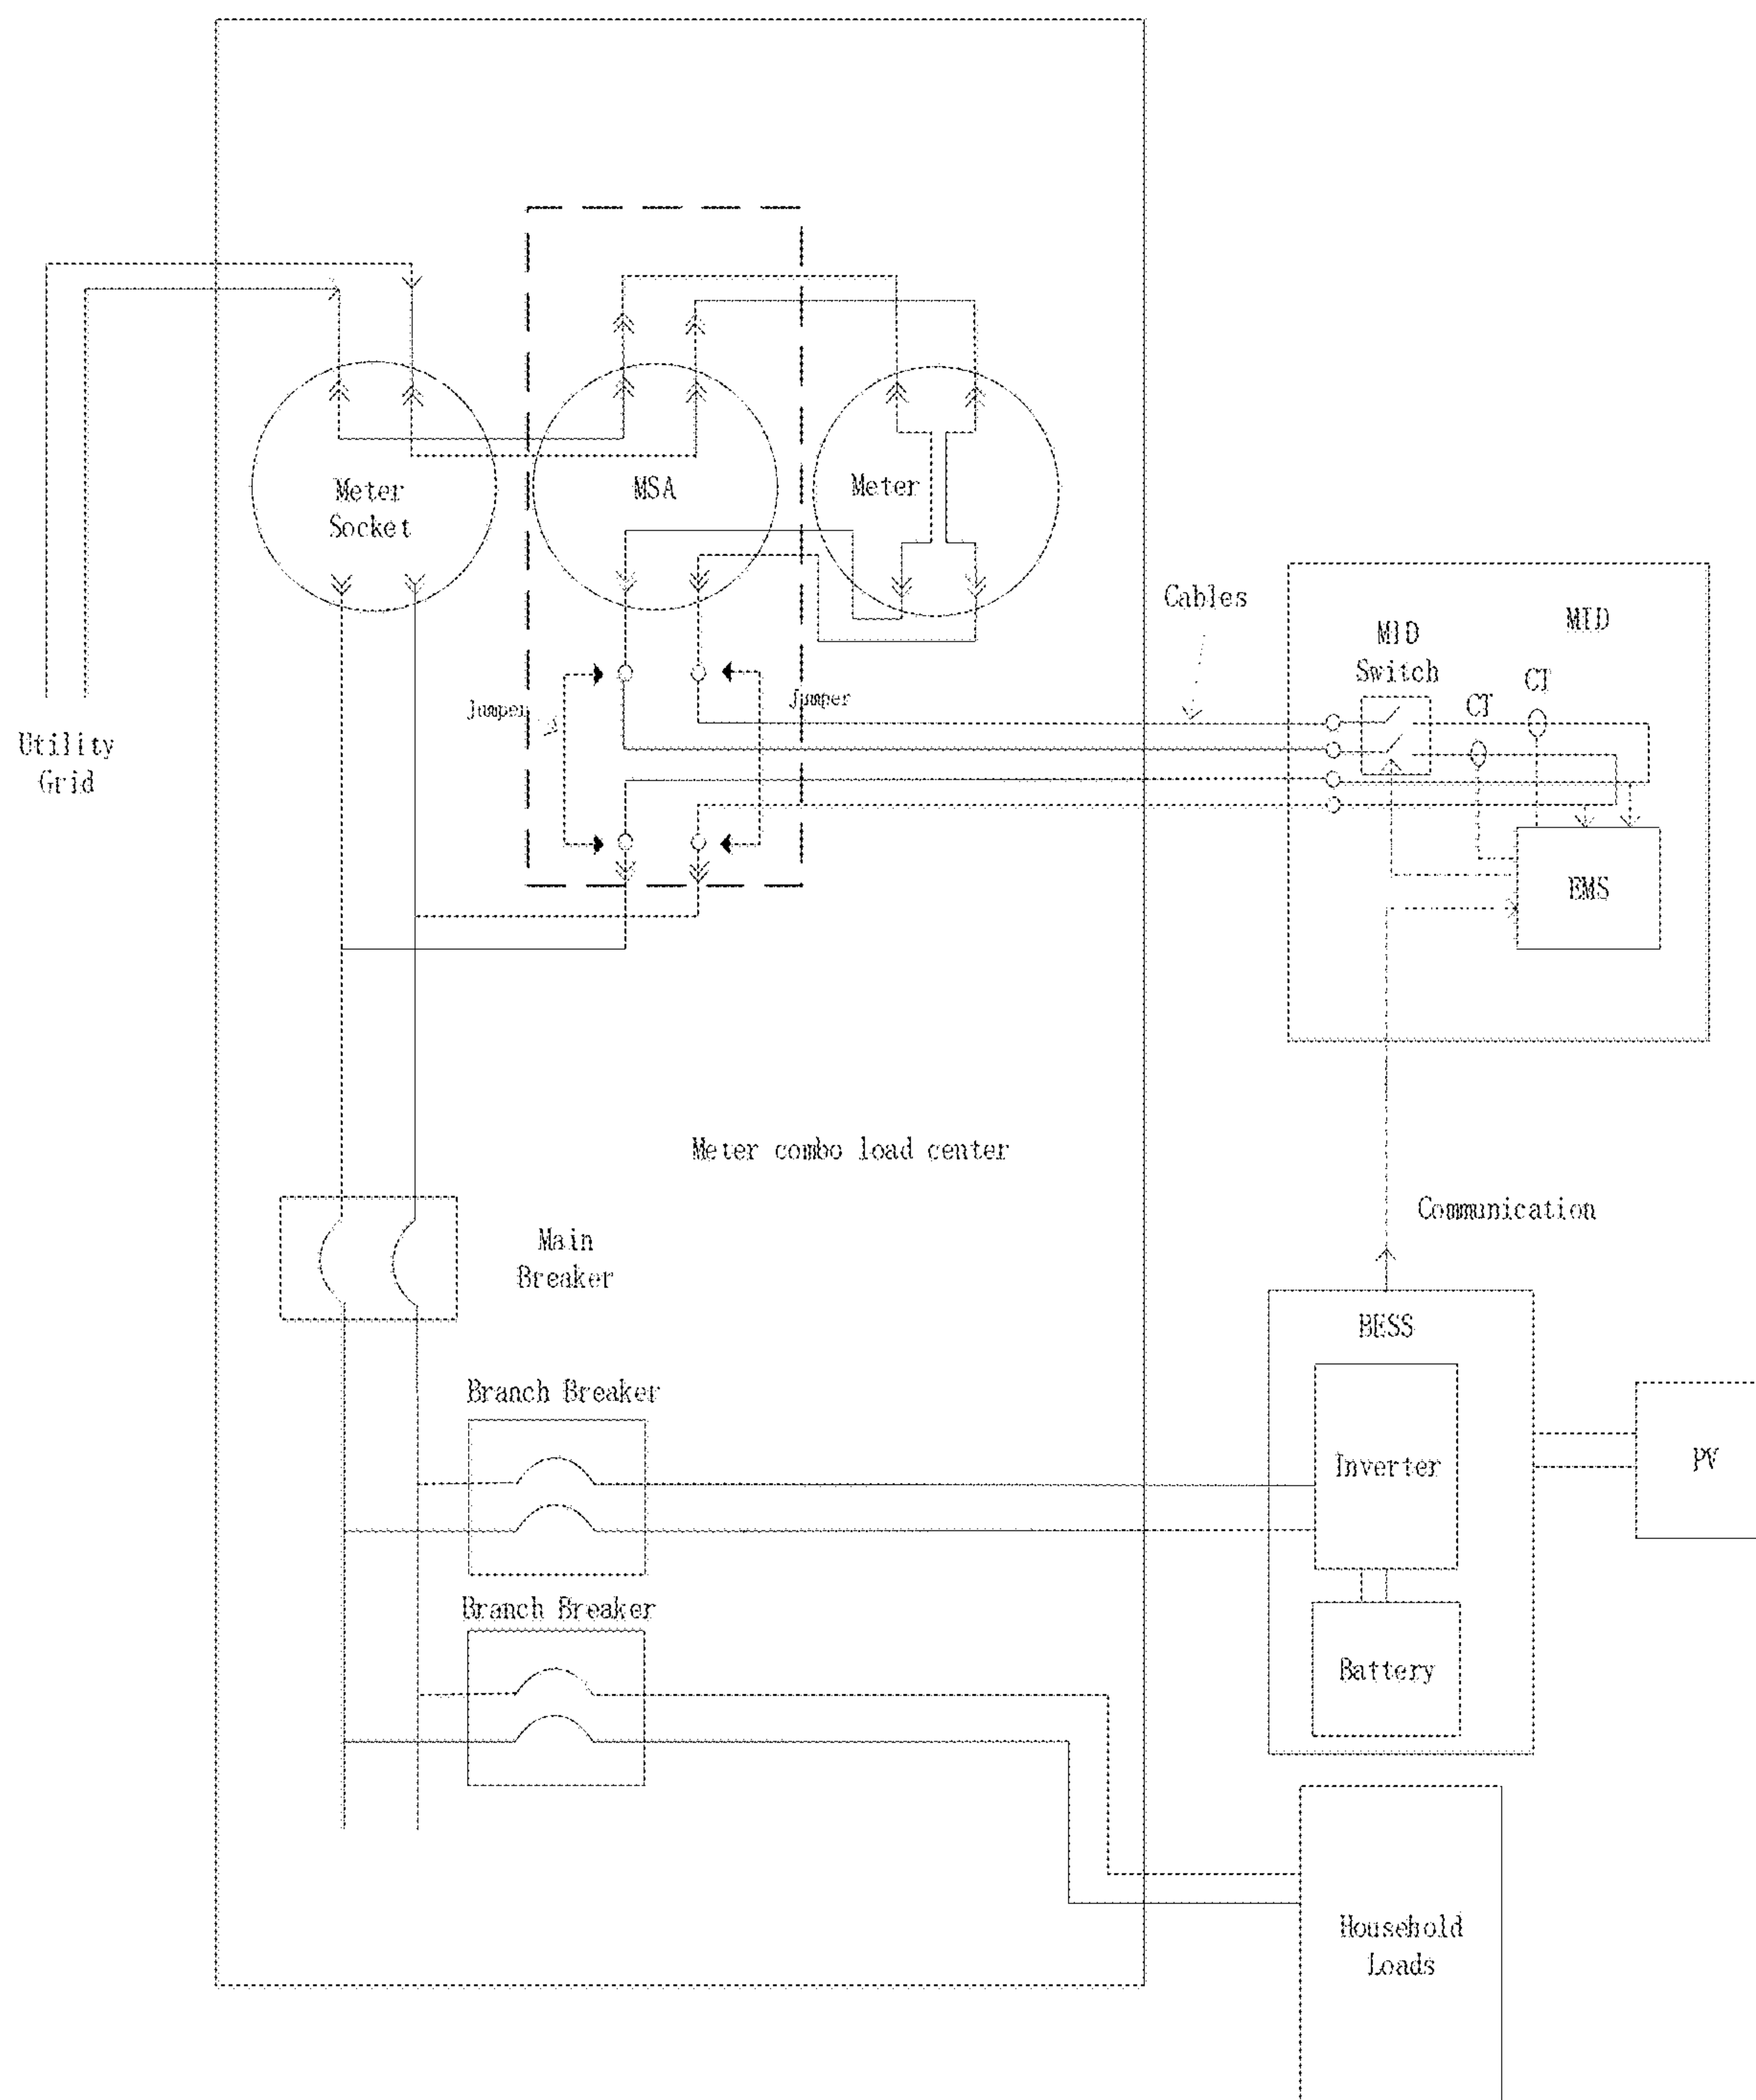 Meter
Socket
MSA
Meter
Cables
MID
MID
Switch
CT
CT
jumper
jumper
Utility
Grid
EMS
Meter combo load center
Communication
Main
Breaker
BESS
Branch Breaker
Inverter
PV
Branch Breaker
Battery
Household
Loads